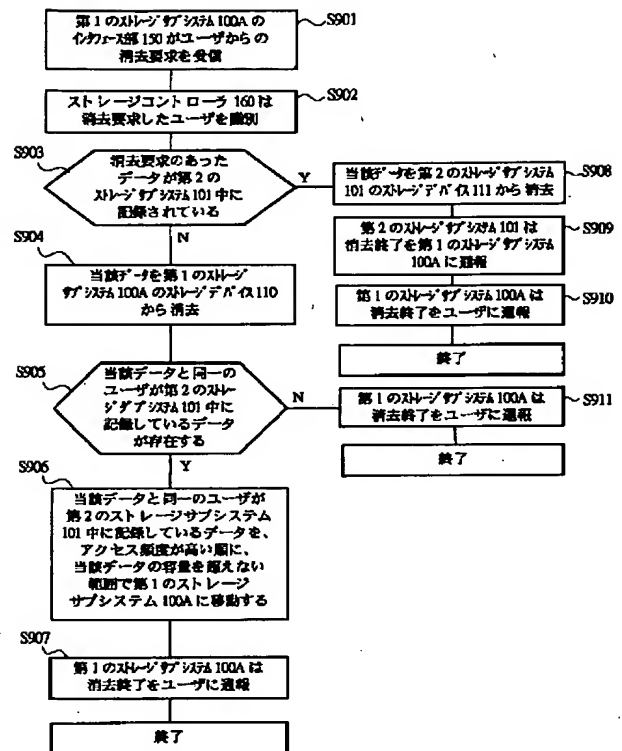 第1のストレージサブシステム100Aの
インタフェース部150がユーザからの
消去要求を受信
S901
ストレージコントローラ160は
消去要求したユーザを識別
S902
S903
消去要求のあった
データが第2の
ストレージサブシステム101中に
記録されている
Y
N
当該データを第2のストレージサブシステム
101のストレージデバイス111から消去
S908
第2のストレージサブシステム101は
消去終了を第1のストレージサブシステム
100Aに通報
S909
第1のストレージサブシステム100Aは
消去終了をユーザに通報
S910
終了
S904
当該データを第1のストレージ
サブシステム100Aのストレージデバイス110
から消去
S905
当該データと同一の
ユーザが第2のストレー
ジダブシステム101中に
記録しているデータ
が存在する
N
Y
第1のストレージサブシステム100Aは
消去終了をユーザに通報
S911
終了
S906
当該データと同一のユーザが
第2のストレージサブシステム
101中に記録しているデータを、
アクセス頻度が高い順に、
当該データの容量を超えない
範囲で第1のストレージ
サブシステム100Aに移動する
S907
第1のストレージサブシステム100Aは
消去終了をユーザに通報
終了